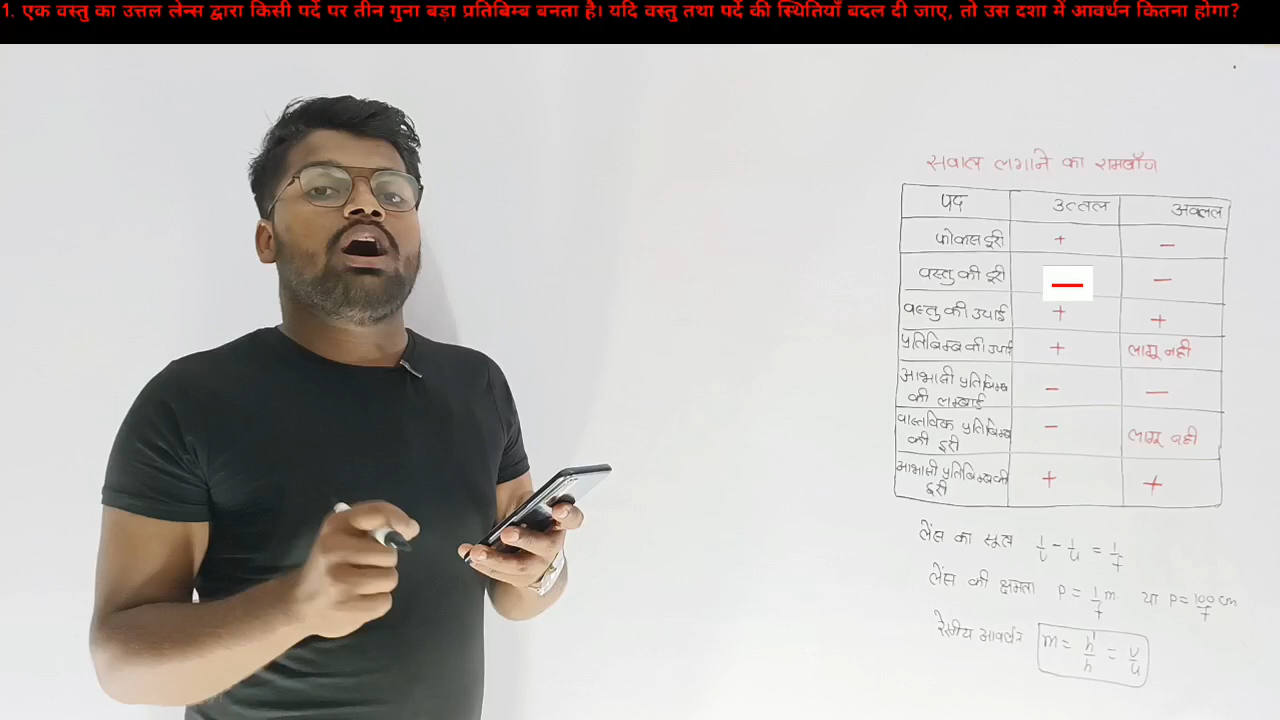 1. एक वस्तु का उत्तल लेन्स द्वारा किसी पर्दे पर तीन गुना बड़ा प्रतिबिम्ब बनता है। यदि वस्तु तथा पर्दे की स्थितियाँ बदल दी जाए, तो उस दशा में आवर्धन कितना होगा?
सवाल लगाने का रामबाँण
पद उत्तल अवतल
फोकस दूरी + −
वस्तु की दूरी − −
वस्तु की उचाई + +
प्रतिबिम्ब की उचाई + लागू नही
आभासी प्रतिबिम्ब − −
की लम्बाई
वास्तविक प्रतिबिम्ब − लागू नही
की दूरी
आभासी प्रतिबिम्ब की + +
दूरी
लेंस का सूत्र 1/v − 1/u = 1/f
लेंस की क्षमता P = 1/f m या P = 100/f cm
रेखीय आवर्धन m = h'/h = v/u